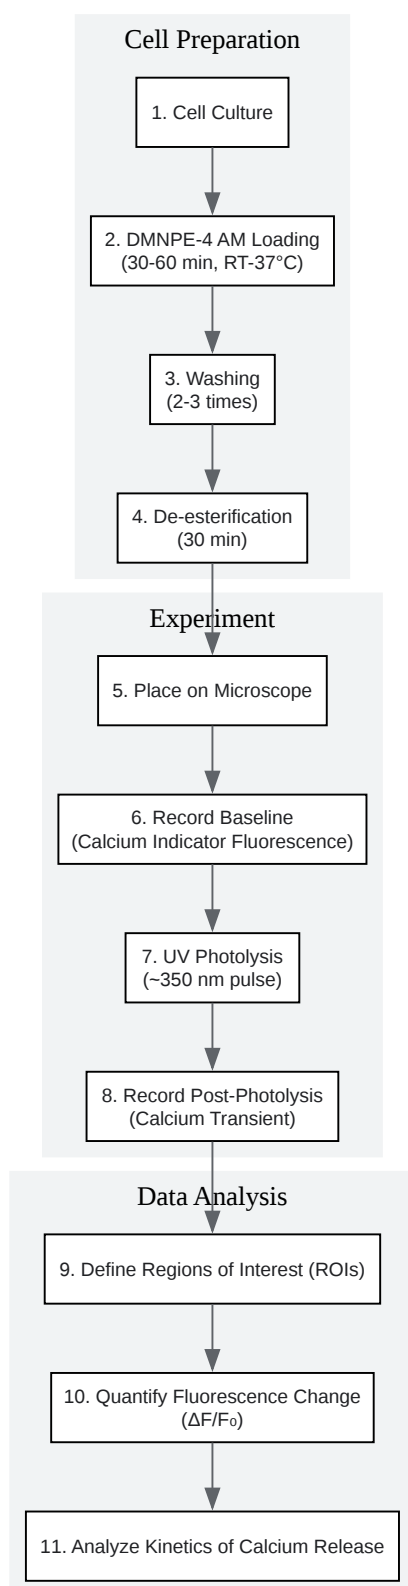 Cell Preparation
1. Cell Culture
2. DMNPE-4 AM Loading
(30-60 min, RT-37°C)
3. Washing
(2-3 times)
4. De-esterification
(30 min)
Experiment
5. Place on Microscope
6. Record Baseline
(Calcium Indicator Fluorescence)
7. UV Photolysis
(~350 nm pulse)
8. Record Post-Photolysis
(Calcium Transient)
Data Analysis
9. Define Regions of Interest (ROIs)
10. Quantify Fluorescence Change
(ΔF/F₀)
11. Analyze Kinetics of Calcium Release